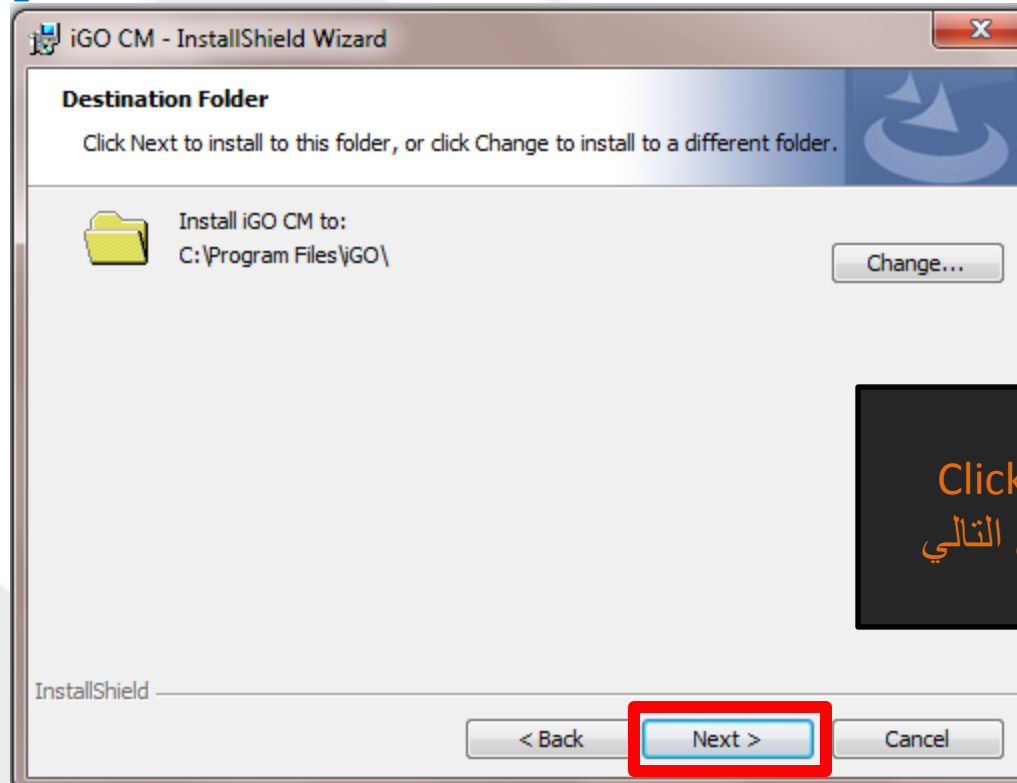 iGO CM - InstallShield Wizard
Destination Folder
Click Next to install to this folder, or click Change to install to a different folder.
Install iGO CM to:
C:\Program Files\iGO\
Change...
Click
التالي
InstallShield
< Back
Next >
Cancel